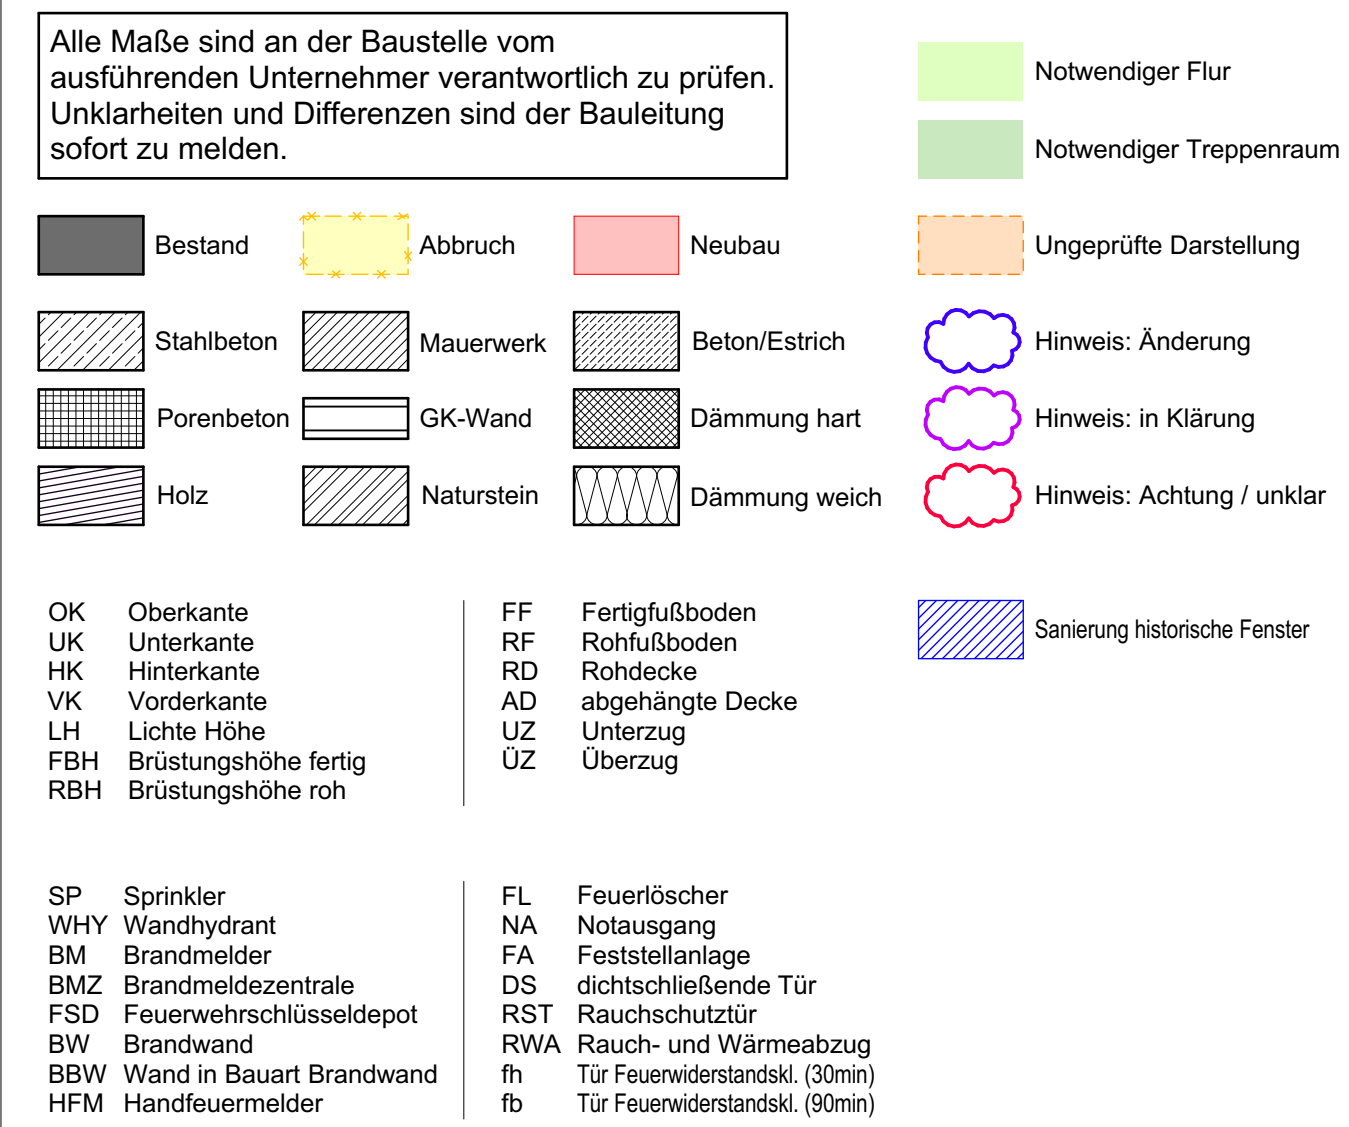 Alle Maße sind an der Baustelle vom
ausführenden Unternehmer verantwortlich zu prüfen.
Unklarheiten und Differenzen sind der Bauleitung
sofort zu melden.
Notwendiger Flur
Notwendiger Treppenraum
Bestand
Abbruch
Neubau
Ungeprüfte Darstellung
Stahlbeton
Mauerwerk
Beton/Estrich
Hinweis: Änderung
Porenbeton
GK-Wand
Dämmung hart
Hinweis: in Klärung
Holz
Naturstein
Dämmung weich
Hinweis: Achtung / unklar
Sanierung historische Fenster
OK Oberkante
UK Unterkante
HK Hinterkante
VK Vorderkante
LH Lichte Höhe
FBH Brüstungshöhe fertig
RBH Brüstungshöhe roh
FF Fertigfußboden
RF Rohfußboden
RD Rohdecke
AD abgehängte Decke
UZ Unterzug
ÜZ Überzug
SP Sprinkler
WHY Wandhydrant
BM Brandmelder
BMZ Brandmeldezentrale
FSD Feuerwehrschlüsseldepot
BW Brandwand
BBW Wand in Bauart Brandwand
HFM Handfeuermelder
FL Feuerlöscher
NA Notausgang
FA Feststellanlage
DS dichtschließende Tür
RST Rauchschutztür
RWA Rauch- und Wärmeabzug
fh Tür Feuerwiderstandskl. (30min)
fb Tür Feuerwiderstandskl. (90min)